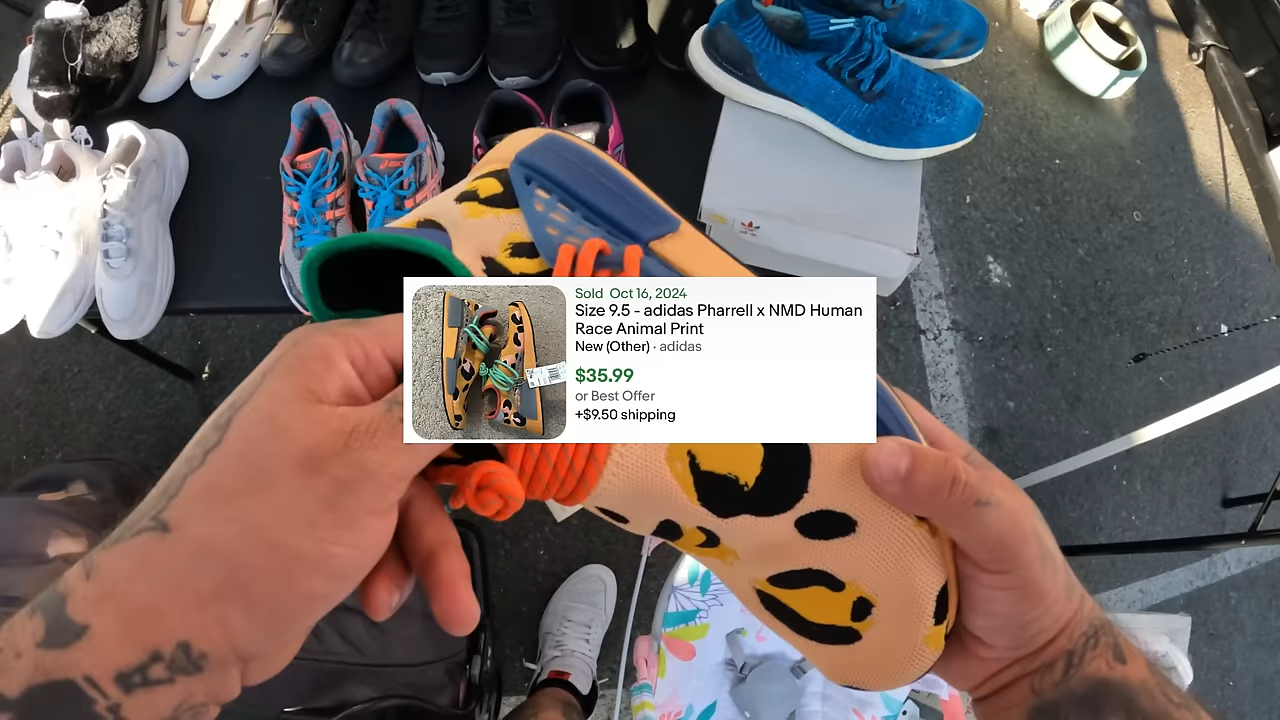 Sold Oct 16, 2024
Size 9.5 - adidas Pharrell x NMD Human
Race Animal Print
New (Other) · adidas
$35.99
or Best Offer
+$9.50 shipping
asics